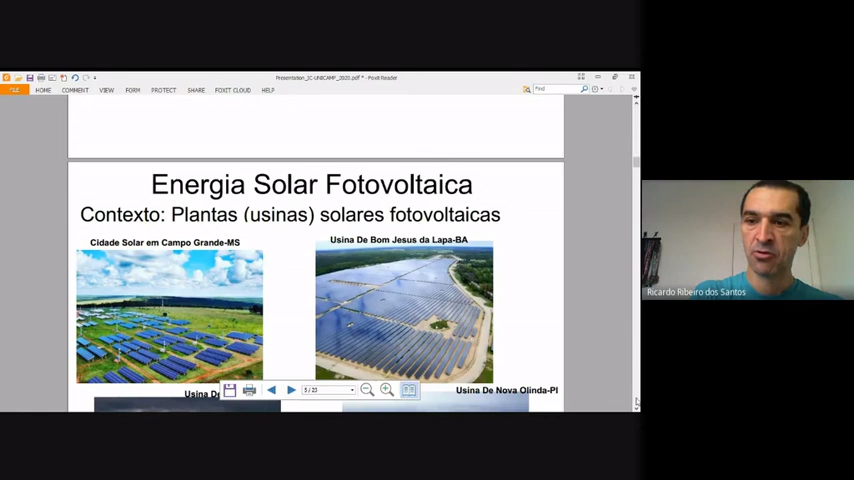 Presentation_IC-UNICAMP_2020.pdf * - Foxit Reader
FILE HOME COMMENT VIEW FORM PROTECT SHARE FOXIT CLOUD HELP
Find
Energia Solar Fotovoltaica
Contexto: Plantas (usinas) solares fotovoltaicas
Cidade Solar em Campo Grande-MS
Usina De Bom Jesus da Lapa-BA
Usina De
Usina De Nova Olinda-PI
5 / 23
Ricardo Ribeiro dos Santos